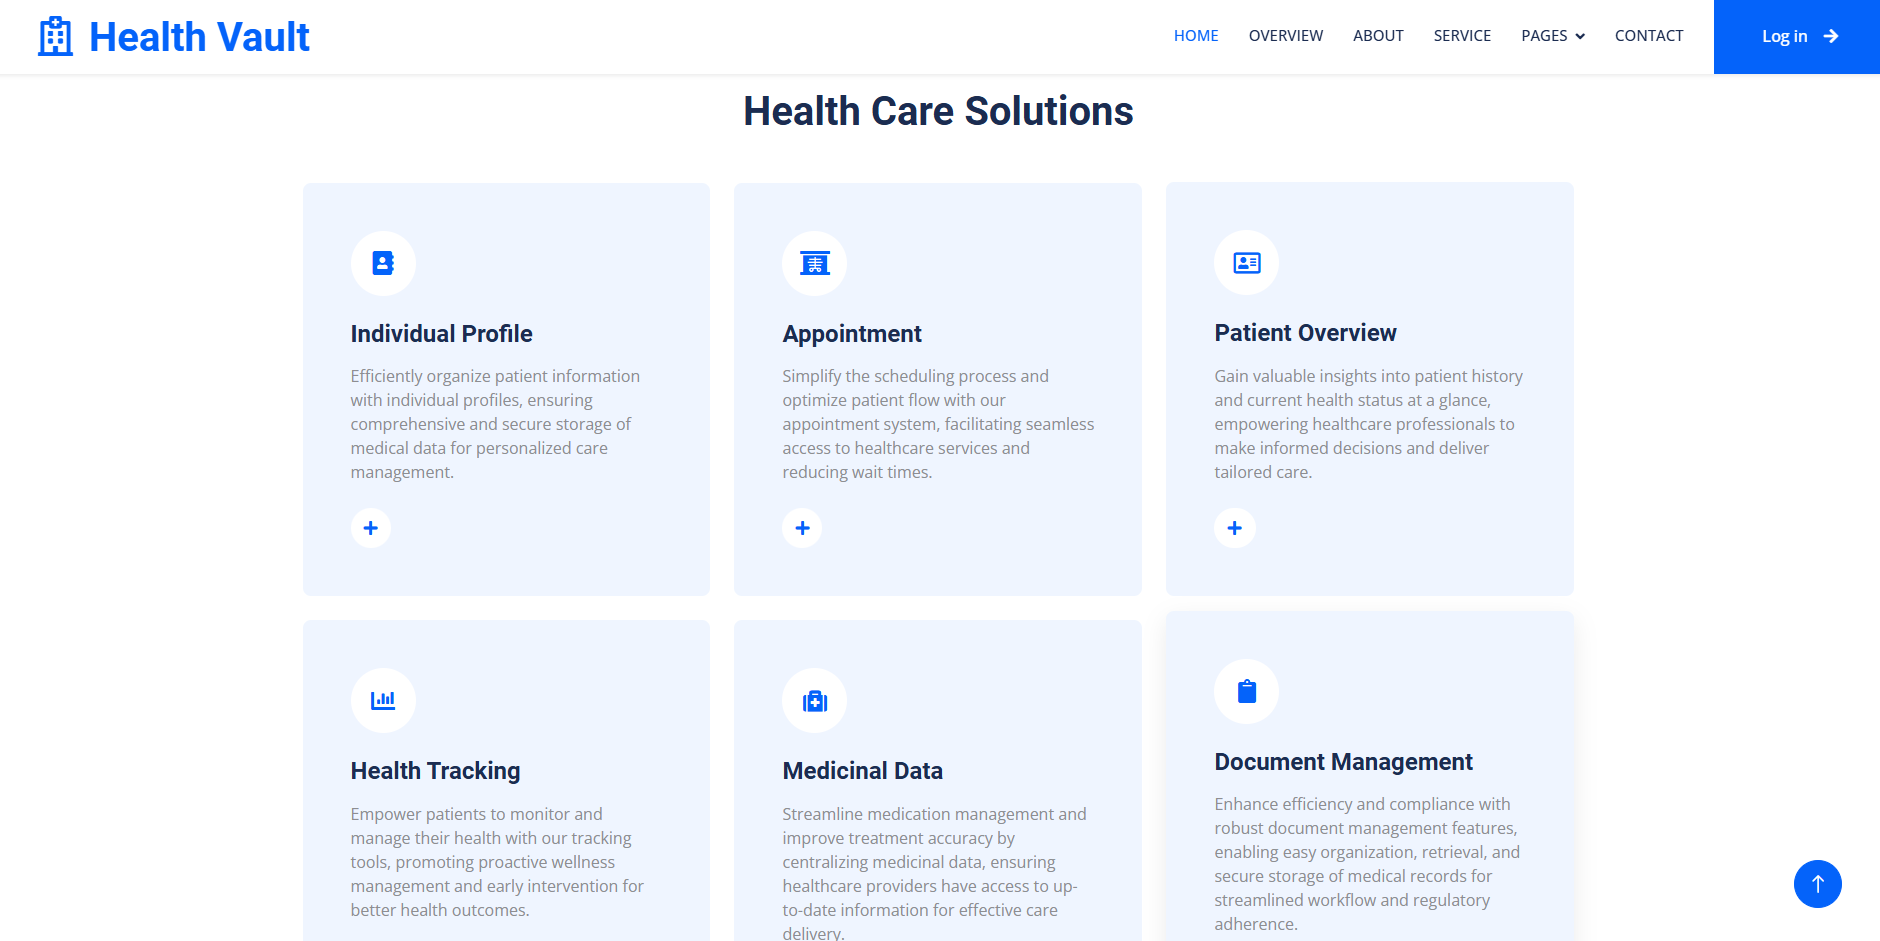 Health Vault
HOME OVERVIEW ABOUT SERVICE PAGES CONTACT
Log in
Health Care Solutions
Individual Profile
Efficiently organize patient information
with individual profiles, ensuring
comprehensive and secure storage of
medical data for personalized care
management.
Appointment
Simplify the scheduling process and
optimize patient flow with our
appointment system, facilitating seamless
access to healthcare services and
reducing wait times.
Patient Overview
Gain valuable insights into patient history
and current health status at a glance,
empowering healthcare professionals to
make informed decisions and deliver
tailored care.
Health Tracking
Empower patients to monitor and
manage their health with our tracking
tools, promoting proactive wellness
management and early intervention for
better health outcomes.
Medicinal Data
Streamline medication management and
improve treatment accuracy by
centralizing medicinal data, ensuring
healthcare providers have access to up-
to-date information for effective care
delivery.
Document Management
Enhance efficiency and compliance with
robust document management features,
enabling easy organization, retrieval, and
secure storage of medical records for
streamlined workflow and regulatory
adherence.